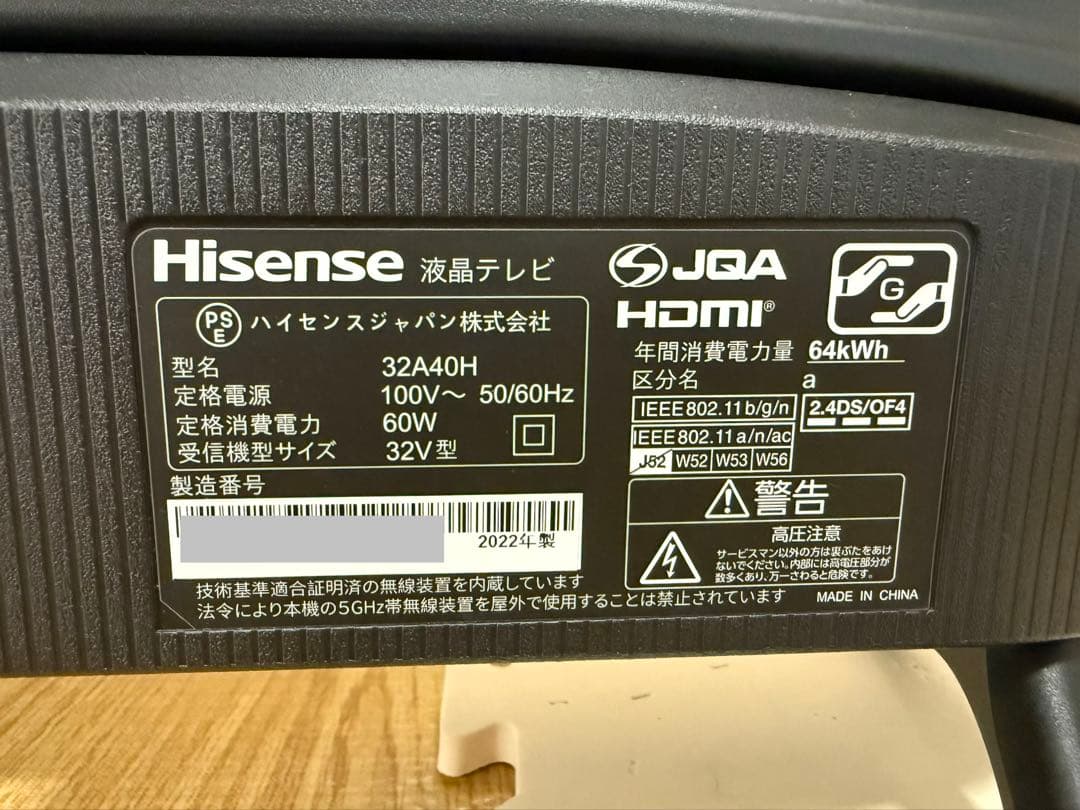 Hisense 液晶テレビ
PS
E
ハイセンスジャパン株式会社
型名 32A40H
定格電源 100V～ 50/60Hz
定格消費電力 60W
受信機型サイズ 32V型
製造番号
2022年製
技術基準適合証明済の無線装置を内蔵しています
法令により本機の5GHz帯無線装置を屋外で使用することは禁止されています
JQA
HDMI®
G
年間消費電力量 64kWh
区分名 a
IEEE802.11b/g/n
2.4DS/OF4
IEEE802.11a/n/ac
J52 W52 W53 W56
警告
高圧注意
サービスマン以外の方は裏ぶたをあけ
ないでください。内部には高電圧部分が
数多くあり、万一さわると危険です。
MADE IN CHINA